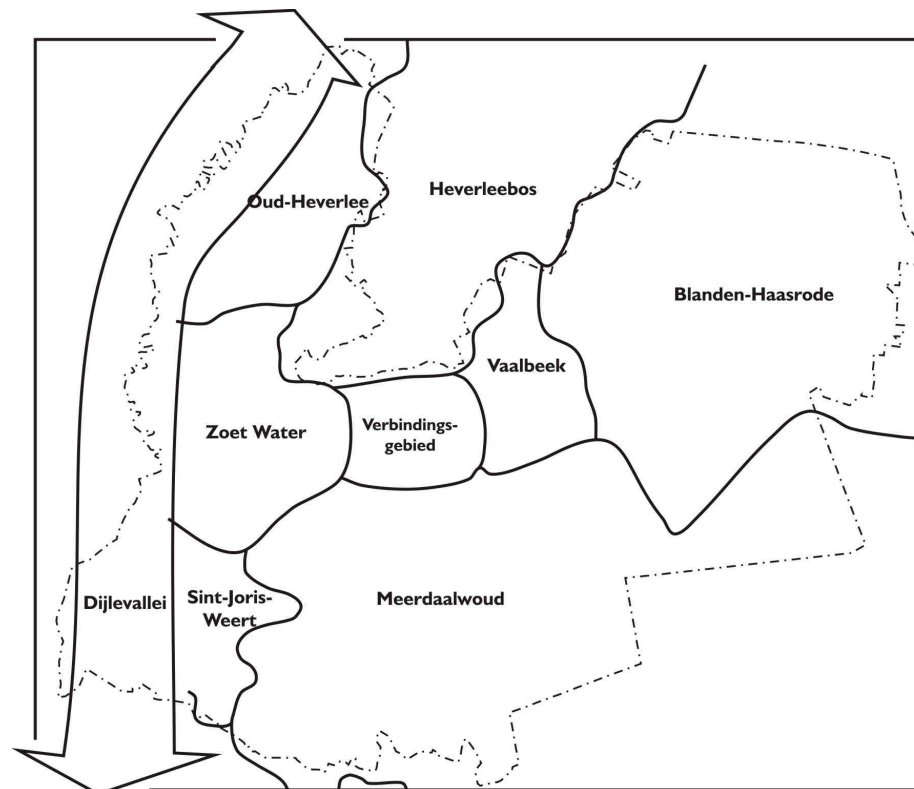 Heverleebos
Oud-Heverlee
Blanden-Haasrode
Vaalbeek
Zoet Water
Verbindings-
gebied
Dijlevallei
Sint-Joris-
Weert
Meerdaalwoud